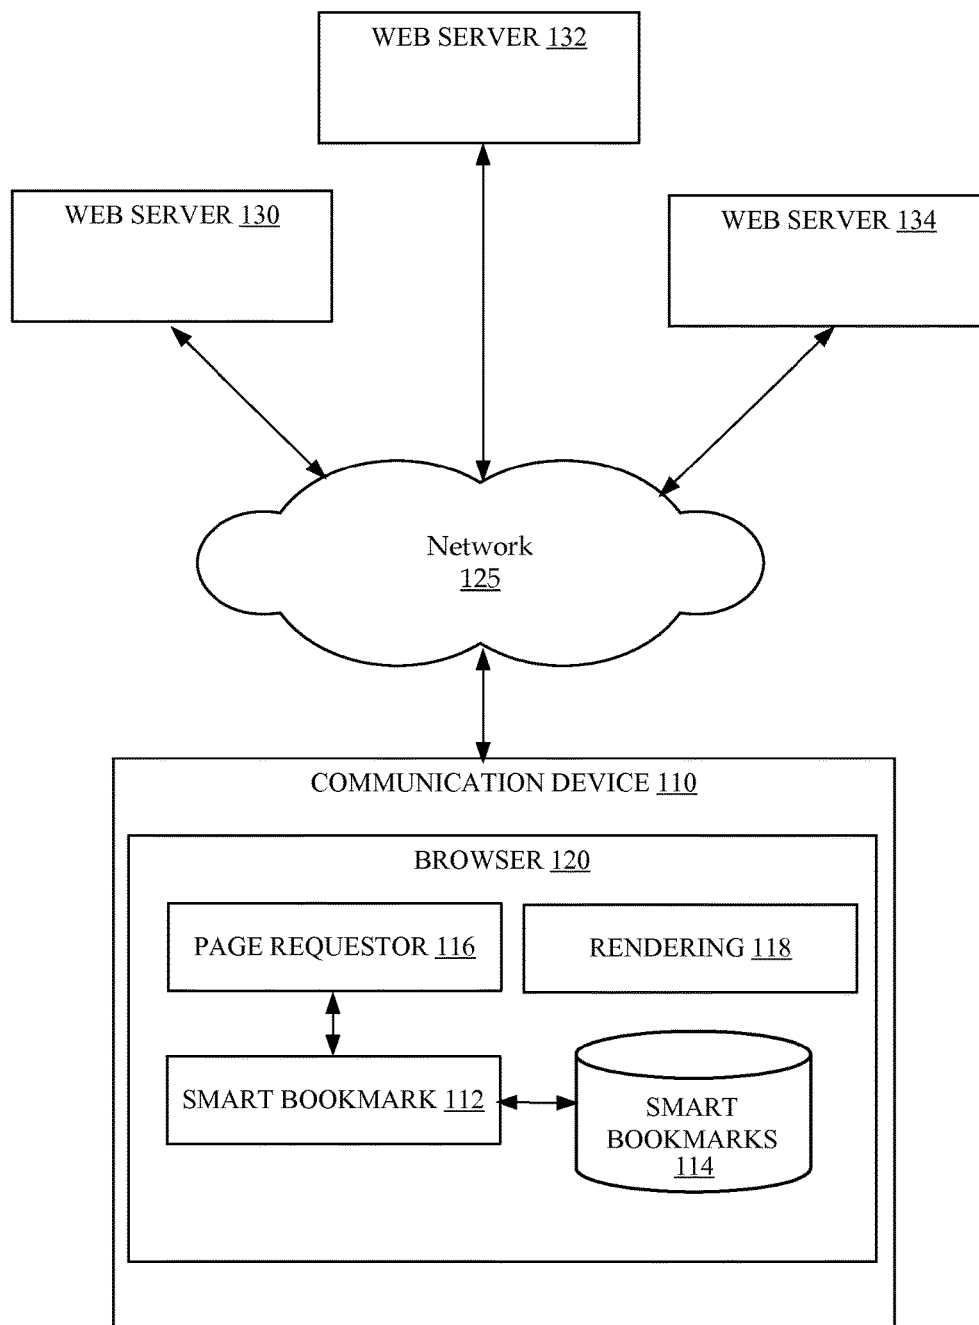 WEB SERVER 132
WEB SERVER 130
WEB SERVER 134
Network
125
COMMUNICATION DEVICE 110
BROWSER 120
PAGE REQUESTOR 116
RENDERING 118
SMART BOOKMARK 112
SMART
BOOKMARKS
114